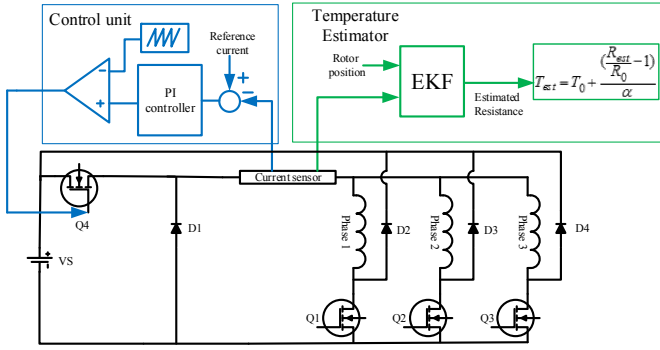 Control unit
Reference
current
PI
controller
Temperature
Estimator
Rotor
position
EKF
Estimated
Resistance
T_est = T_0 + (R_est/R_0 − 1)/α
Current sensor
Q4
D1
VS
Phase 1
D2
Phase 2
D3
Phase 3
D4
Q1
Q2
Q3